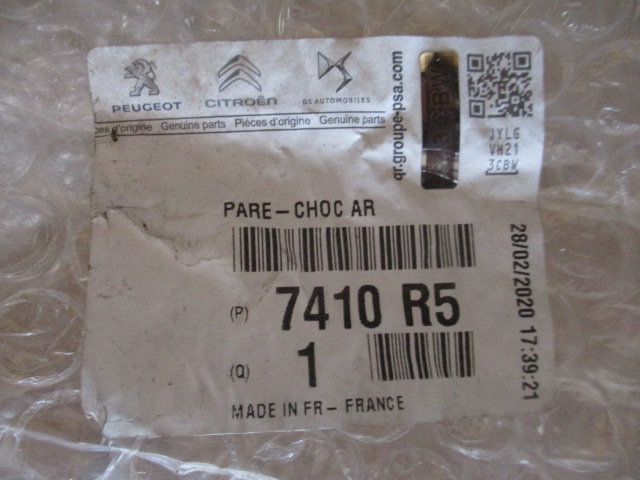 PEUGEOT CITROËN DS AUTOMOBILES
ces d'origine Genuine parts Pièces d'origine Genuine parts
qr.groupe-psa.com
JYLG
VH21
3CBW
PARE-CHOC AR
(P) 7410 R5
(Q) 1
MADE IN FR- FRANCE
28/02/2020 17:39:21